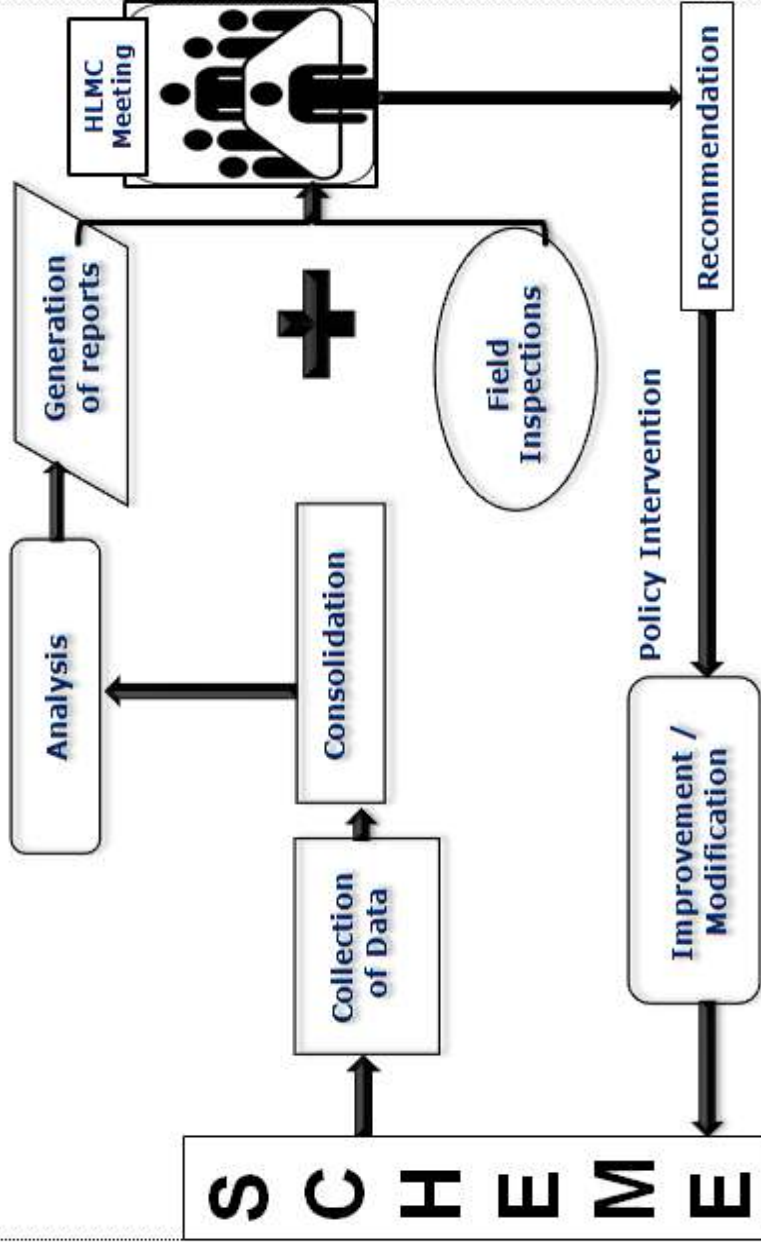 S
C
H
E
M
E
Collection
of Data
Consolidation
Analysis
Generation
of reports
Field
Inspections
HLMC
Meeting
Recommendation
Policy Intervention
Improvement /
Modification